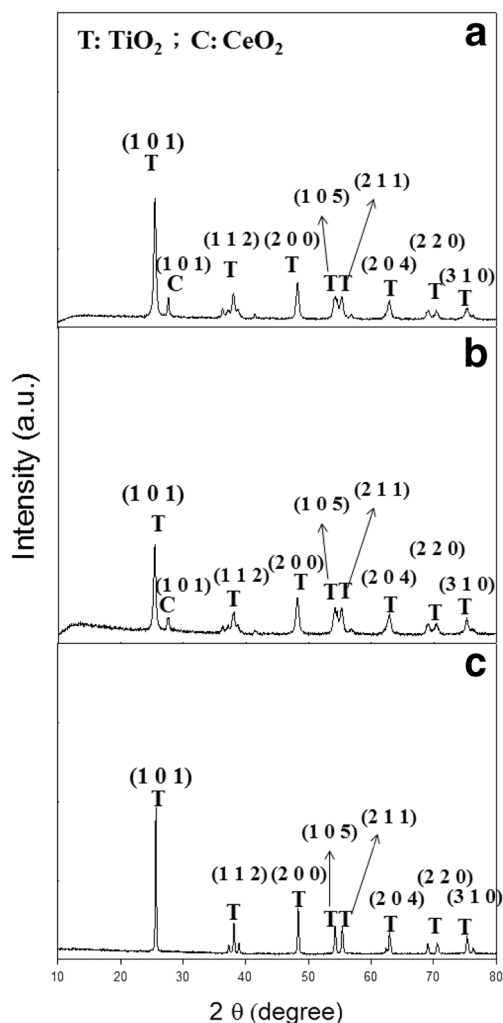 T: TiO₂ ; C: CeO₂
a
(1 0 1)
T
(1 0 1)
C
(1 1 2)
T
(2 0 0)
T
(1 0 5)
T
(2 1 1)
T
(2 0 4)
T
(2 2 0)
T
(3 1 0)
T
b
(1 0 1)
T
(1 0 1)
C
(1 1 2)
T
(2 0 0)
T
(1 0 5)
T
(2 1 1)
T
(2 0 4)
T
(2 2 0)
T
(3 1 0)
T
c
(1 0 1)
T
(1 1 2)
T
(2 0 0)
T
(1 0 5)
T
(2 1 1)
T
(2 0 4)
T
(2 2 0)
T
(3 1 0)
T
Intensity (a.u.)
10 20 30 40 50 60 70 80
2 θ (degree)